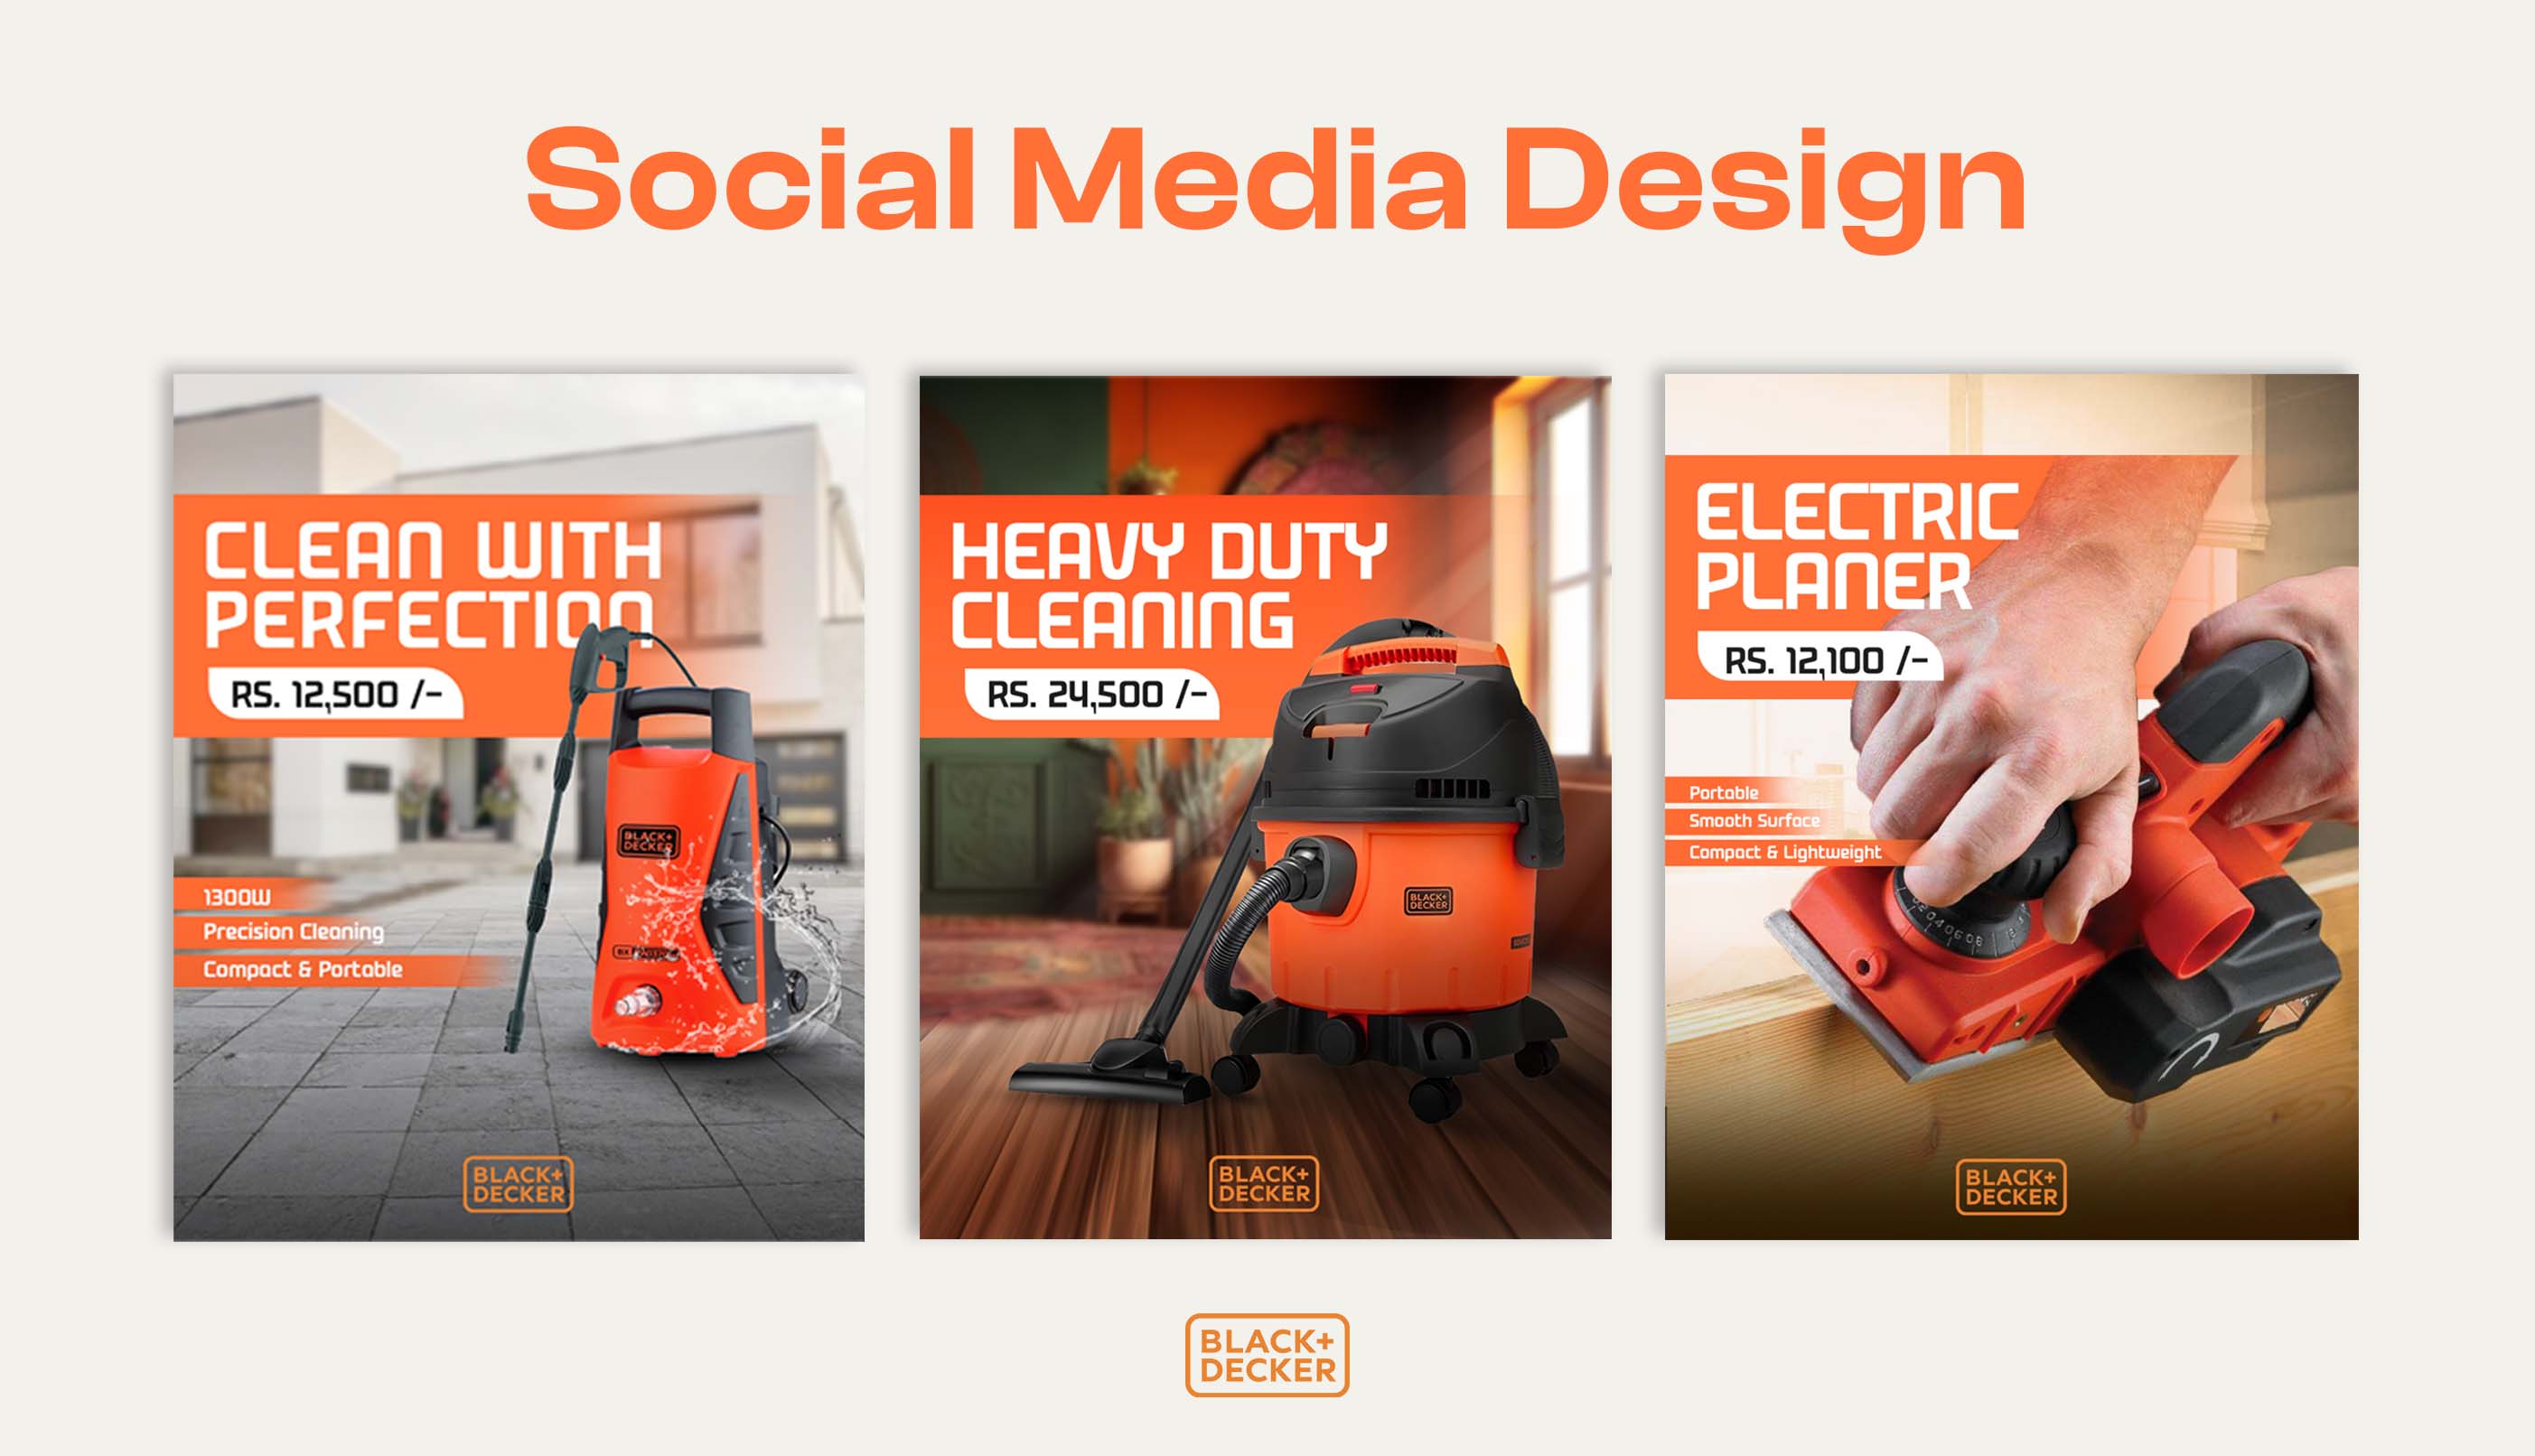 Social Media Design
CLEAN WITH
PERFECTION
RS. 12,500 /-
BLACK+
DECKER
1300W
Precision Cleaning
Compact & Portable
BLACK+
DECKER
HEAVY DUTY
CLEANING
RS. 24,500 /-
BLACK+
DECKER
BLACK+
DECKER
ELECTRIC
PLANER
RS. 12,100 /-
Portable
Smooth Surface
Compact & Lightweight
BLACK+
DECKER
BLACK+
DECKER